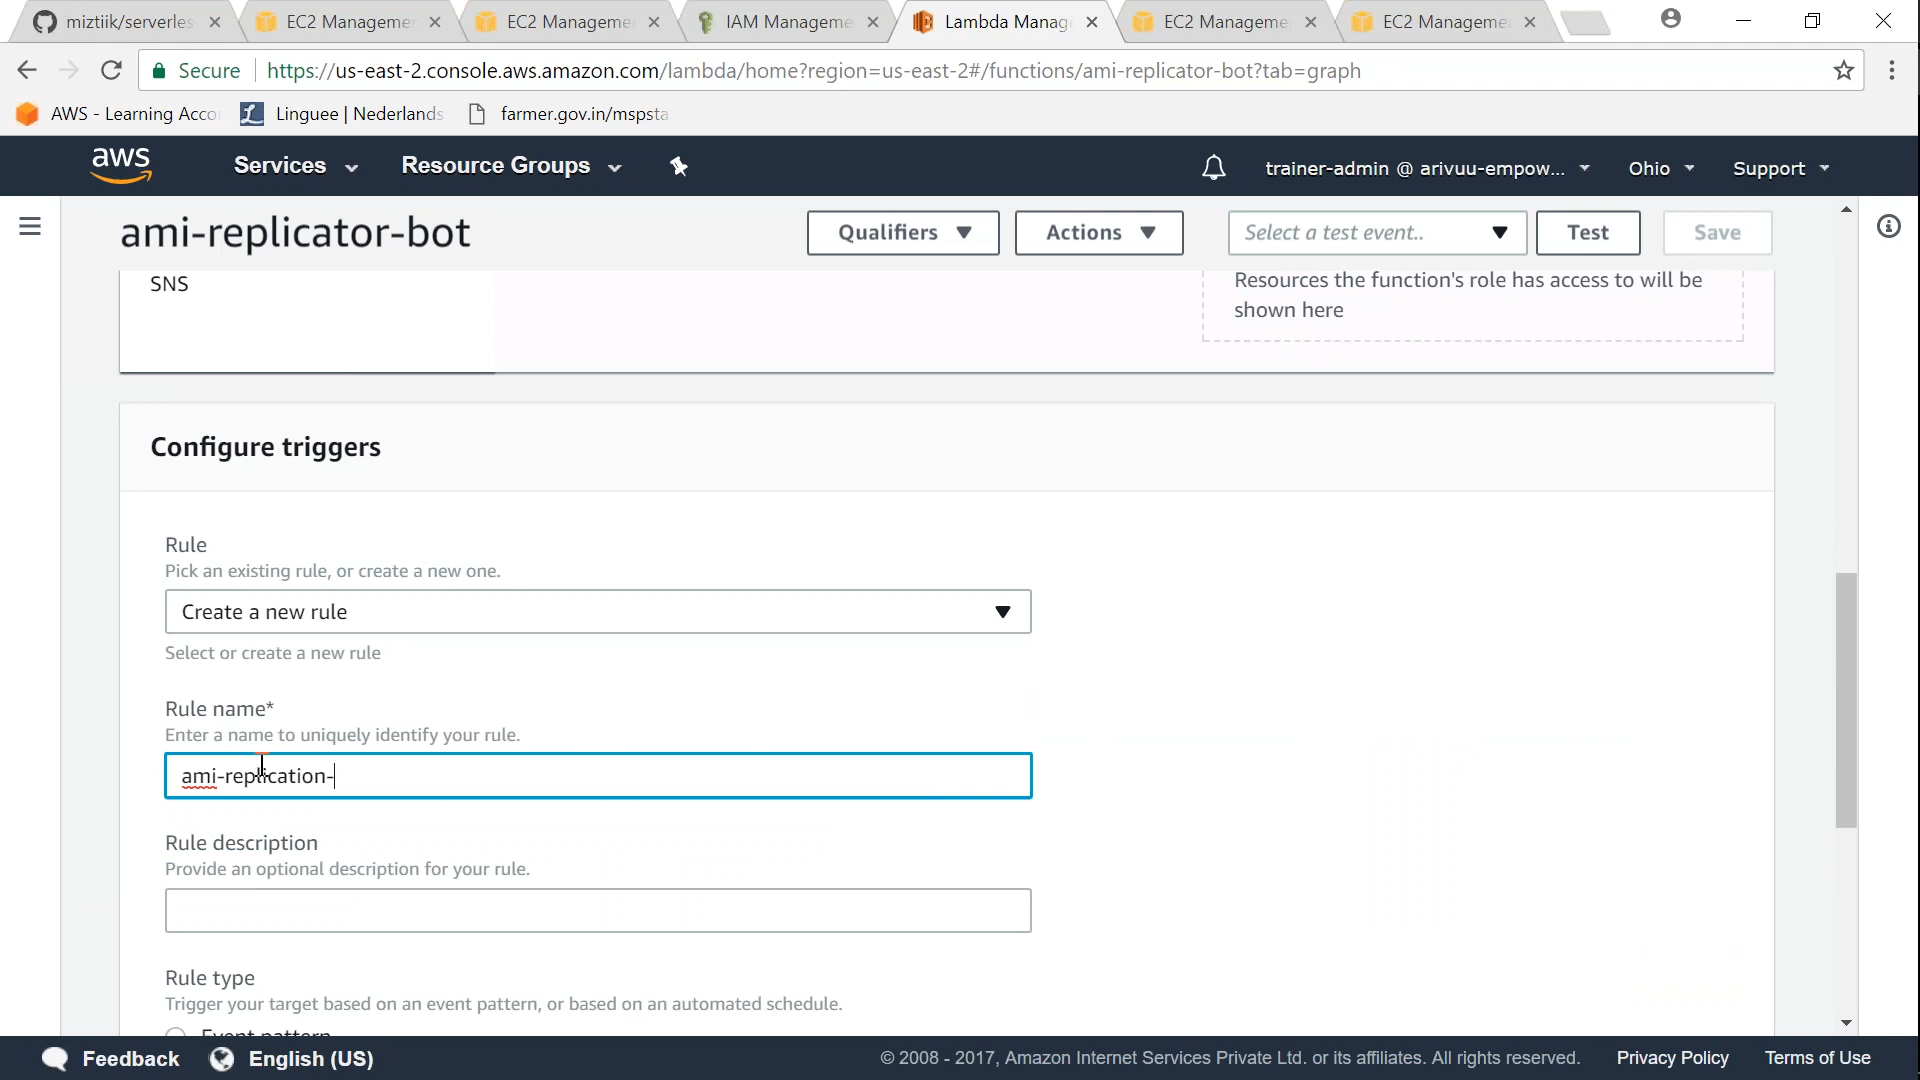 miztiik/serverles
EC2 Managemen
EC2 Manageme
IAM Manageme
Lambda Manag
EC2 Manageme
EC2 Manageme
Secure
https://us-east-2.console.aws.amazon.com/lambda/home?region=us-east-2#/functions/ami-replicator-bot?tab=graph
AWS - Learning Acco
Linguee | Nederlands
farmer.gov.in/mspsta
aws
Services
Resource Groups
trainer-admin @ arivuu-empow...
Ohio
Support
ami-replicator-bot
Qualifiers
Actions
Select a test event..
Test
Save
SNS
Resources the function's role has access to will be
shown here
Configure triggers
Rule
Pick an existing rule, or create a new one.
Create a new rule
Select or create a new rule
Rule name*
Enter a name to uniquely identify your rule.
ami-replication-
Rule description
Provide an optional description for your rule.
Rule type
Trigger your target based on an event pattern, or based on an automated schedule.
Event pattern
Feedback
English (US)
© 2008 - 2017, Amazon Internet Services Private Ltd. or its affiliates. All rights reserved.
Privacy Policy
Terms of Use